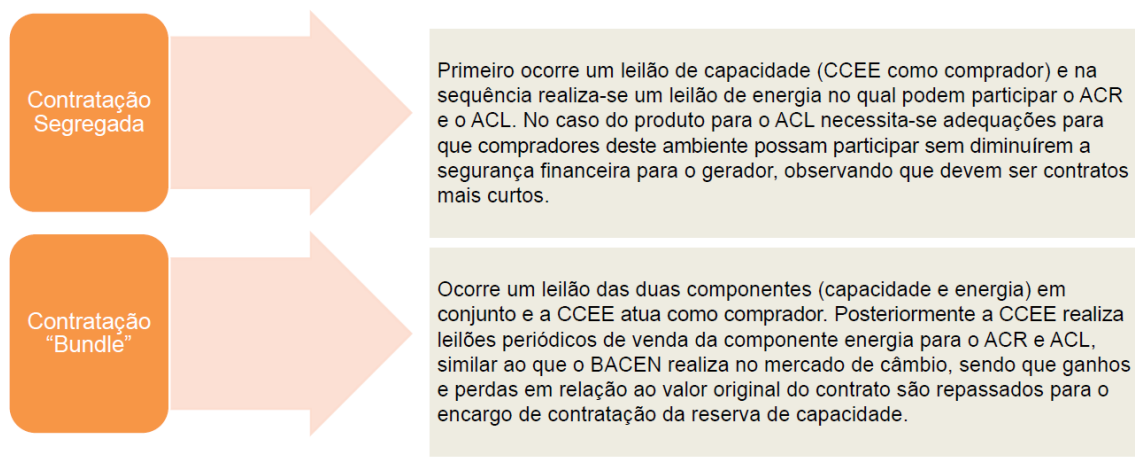 Contratação
Segregada
Primeiro ocorre um leilão de capacidade (CCEE como comprador) e na
sequência realiza-se um leilão de energia no qual podem participar o ACR
e o ACL. No caso do produto para o ACL necessita-se adequações para
que compradores deste ambiente possam participar sem diminuírem a
segurança financeira para o gerador, observando que devem ser contratos
mais curtos.
Contratação
“Bundle”
Ocorre um leilão das duas componentes (capacidade e energia) em
conjunto e a CCEE atua como comprador. Posteriormente a CCEE realiza
leilões periódicos de venda da componente energia para o ACR e ACL,
similar ao que o BACEN realiza no mercado de câmbio, sendo que ganhos
e perdas em relação ao valor original do contrato são repassados para o
encargo de contratação da reserva de capacidade.